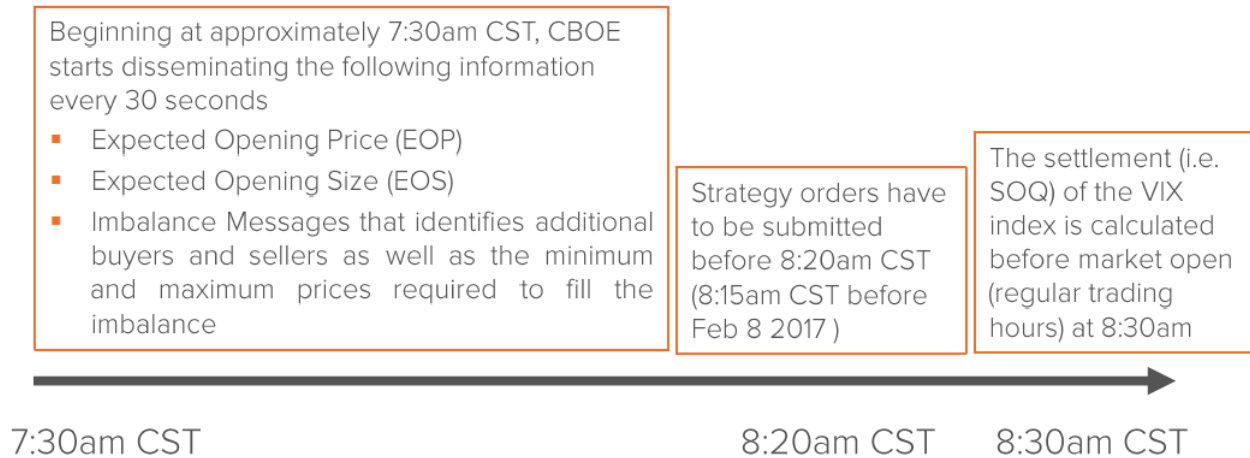 Beginning at approximately 7:30am CST, CBOE
starts disseminating the following information
every 30 seconds
▪ Expected Opening Price (EOP)
▪ Expected Opening Size (EOS)
▪ Imbalance Messages that identifies additional
buyers and sellers as well as the minimum
and maximum prices required to fill the
imbalance
Strategy orders have
to be submitted
before 8:20am CST
(8:15am CST before
Feb 8 2017 )
The settlement (i.e.
SOQ) of the VIX
index is calculated
before market open
(regular trading
hours) at 8:30am
7:30am CST
8:20am CST
8:30am CST